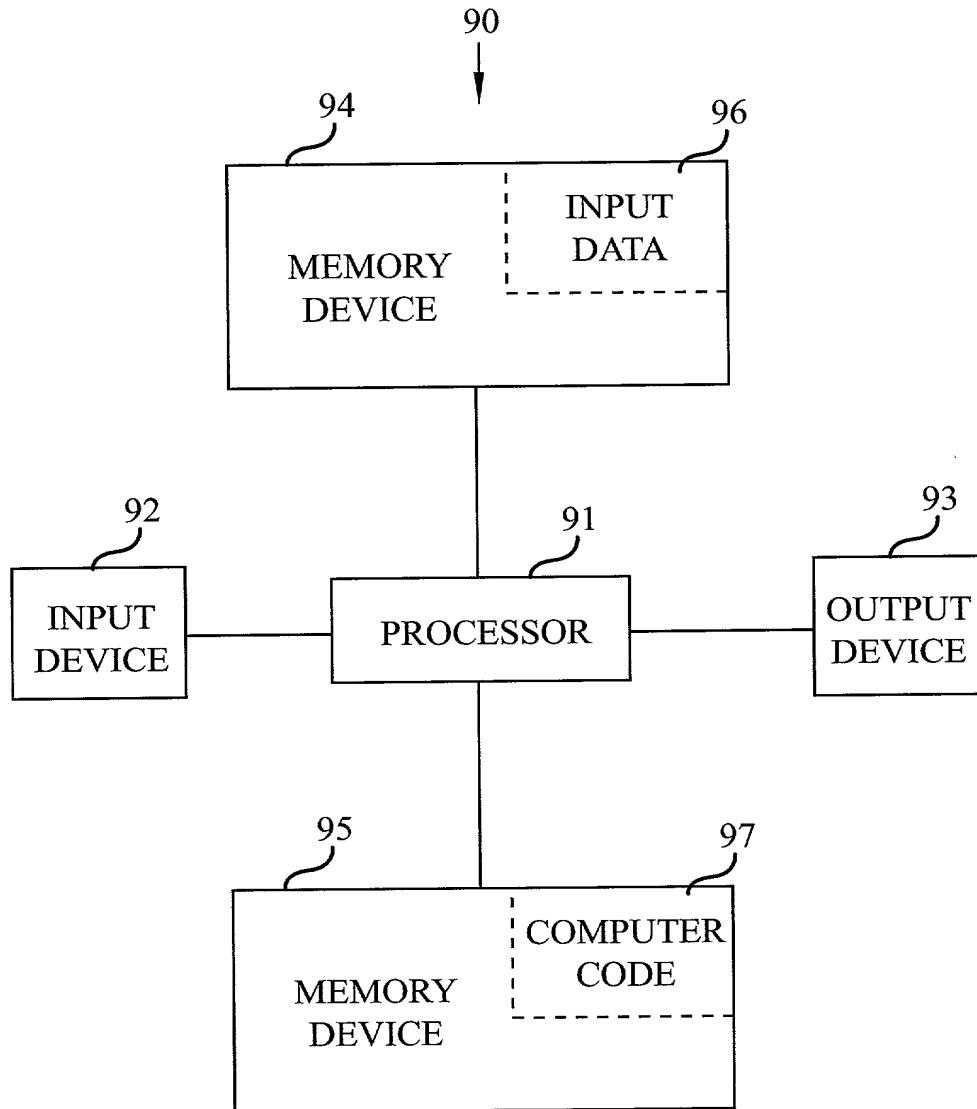 90
94
96
INPUT
DATA
MEMORY
DEVICE
92
91
93
INPUT
DEVICE
PROCESSOR
OUTPUT
DEVICE
95
97
COMPUTER
CODE
MEMORY
DEVICE